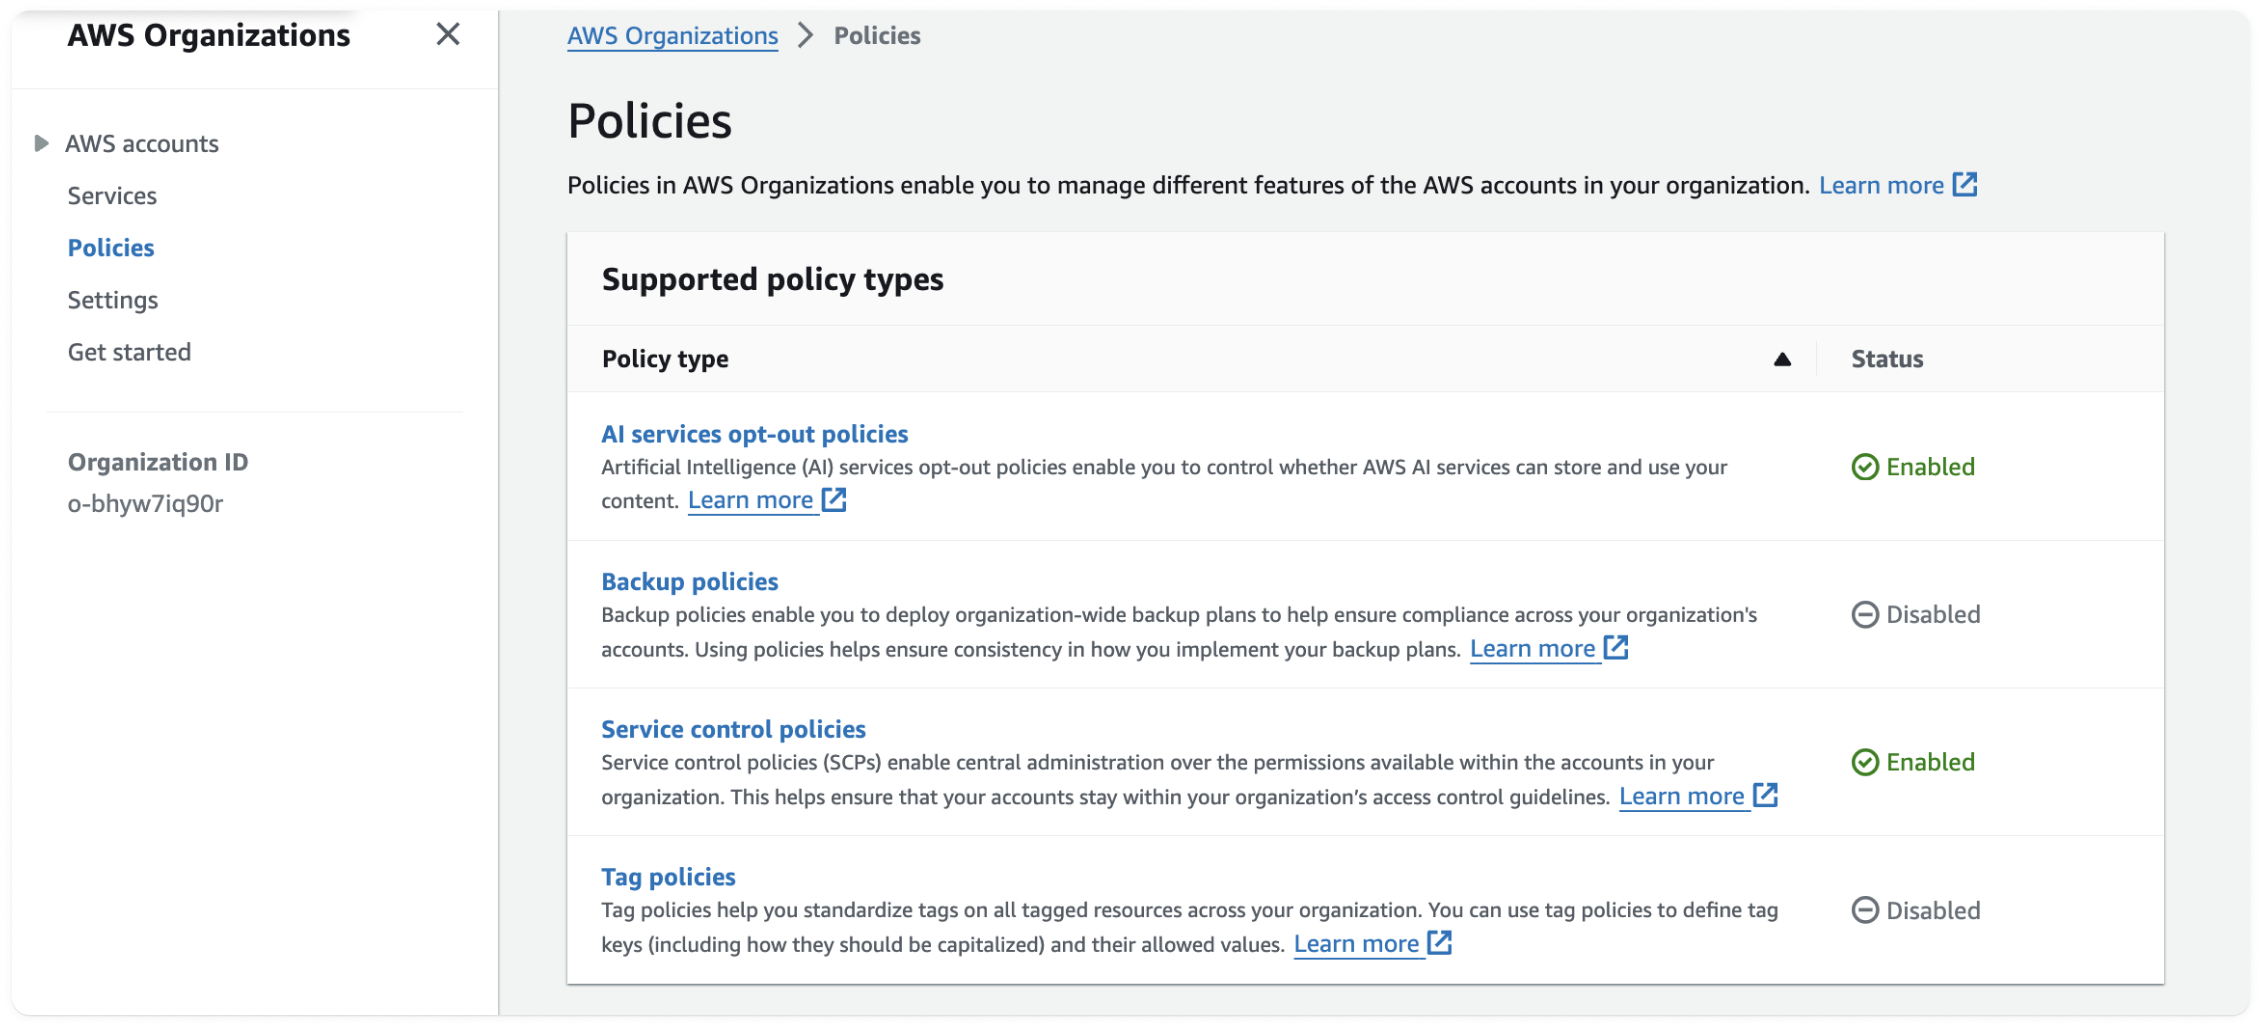 AWS Organizations
AWS accounts
Services
Policies
Settings
Get started
Organization ID
o-bhyw7iq90r
AWS Organizations > Policies
Policies
Policies in AWS Organizations enable you to manage different features of the AWS accounts in your organization. Learn more
Supported policy types
Policy type Status
AI services opt-out policies
Artificial Intelligence (AI) services opt-out policies enable you to control whether AWS AI services can store and use your
content. Learn more
Enabled
Backup policies
Backup policies enable you to deploy organization-wide backup plans to help ensure compliance across your organization's
accounts. Using policies helps ensure consistency in how you implement your backup plans. Learn more
Disabled
Service control policies
Service control policies (SCPs) enable central administration over the permissions available within the accounts in your
organization. This helps ensure that your accounts stay within your organization’s access control guidelines. Learn more
Enabled
Tag policies
Tag policies help you standardize tags on all tagged resources across your organization. You can use tag policies to define tag
keys (including how they should be capitalized) and their allowed values. Learn more
Disabled